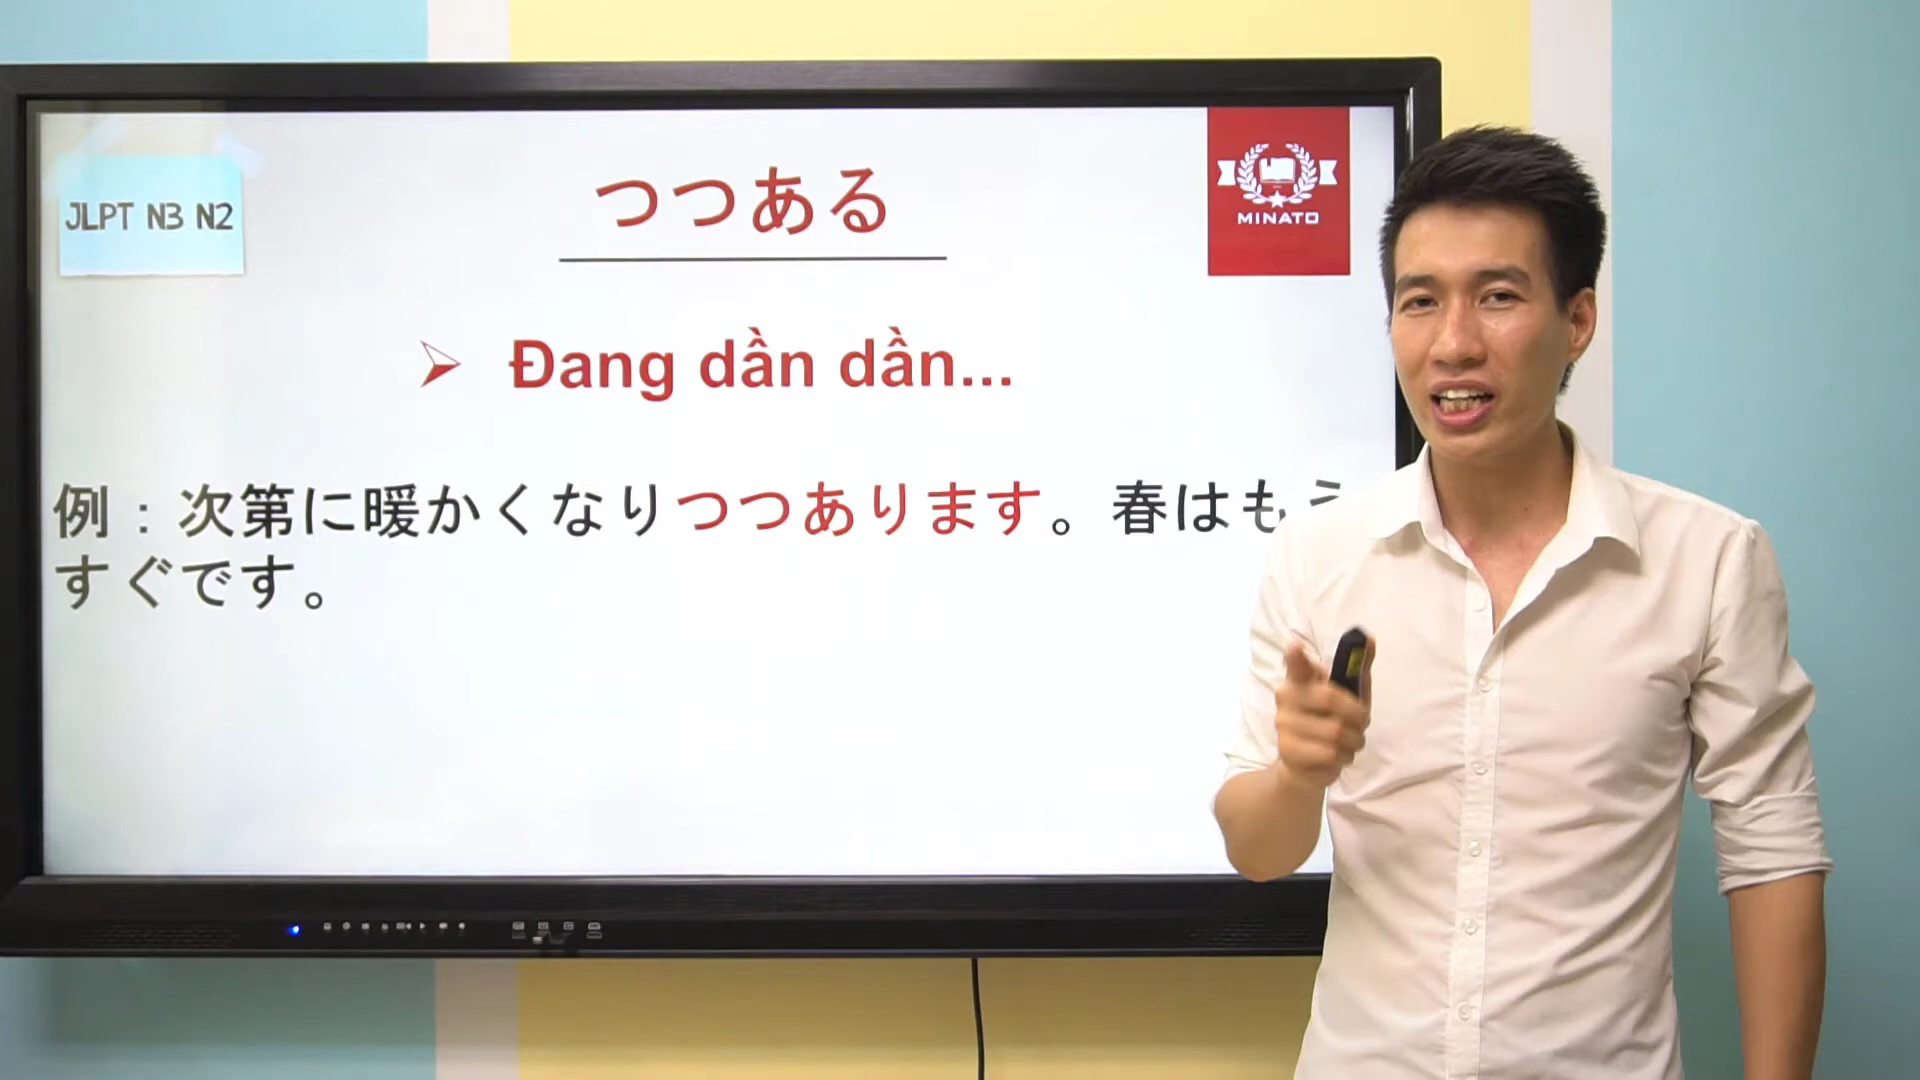 JLPT N3 N2
つつある
MINATO
Đang dần dần...
例：次第に暖かくなりつつあります。春はもう
すぐです。